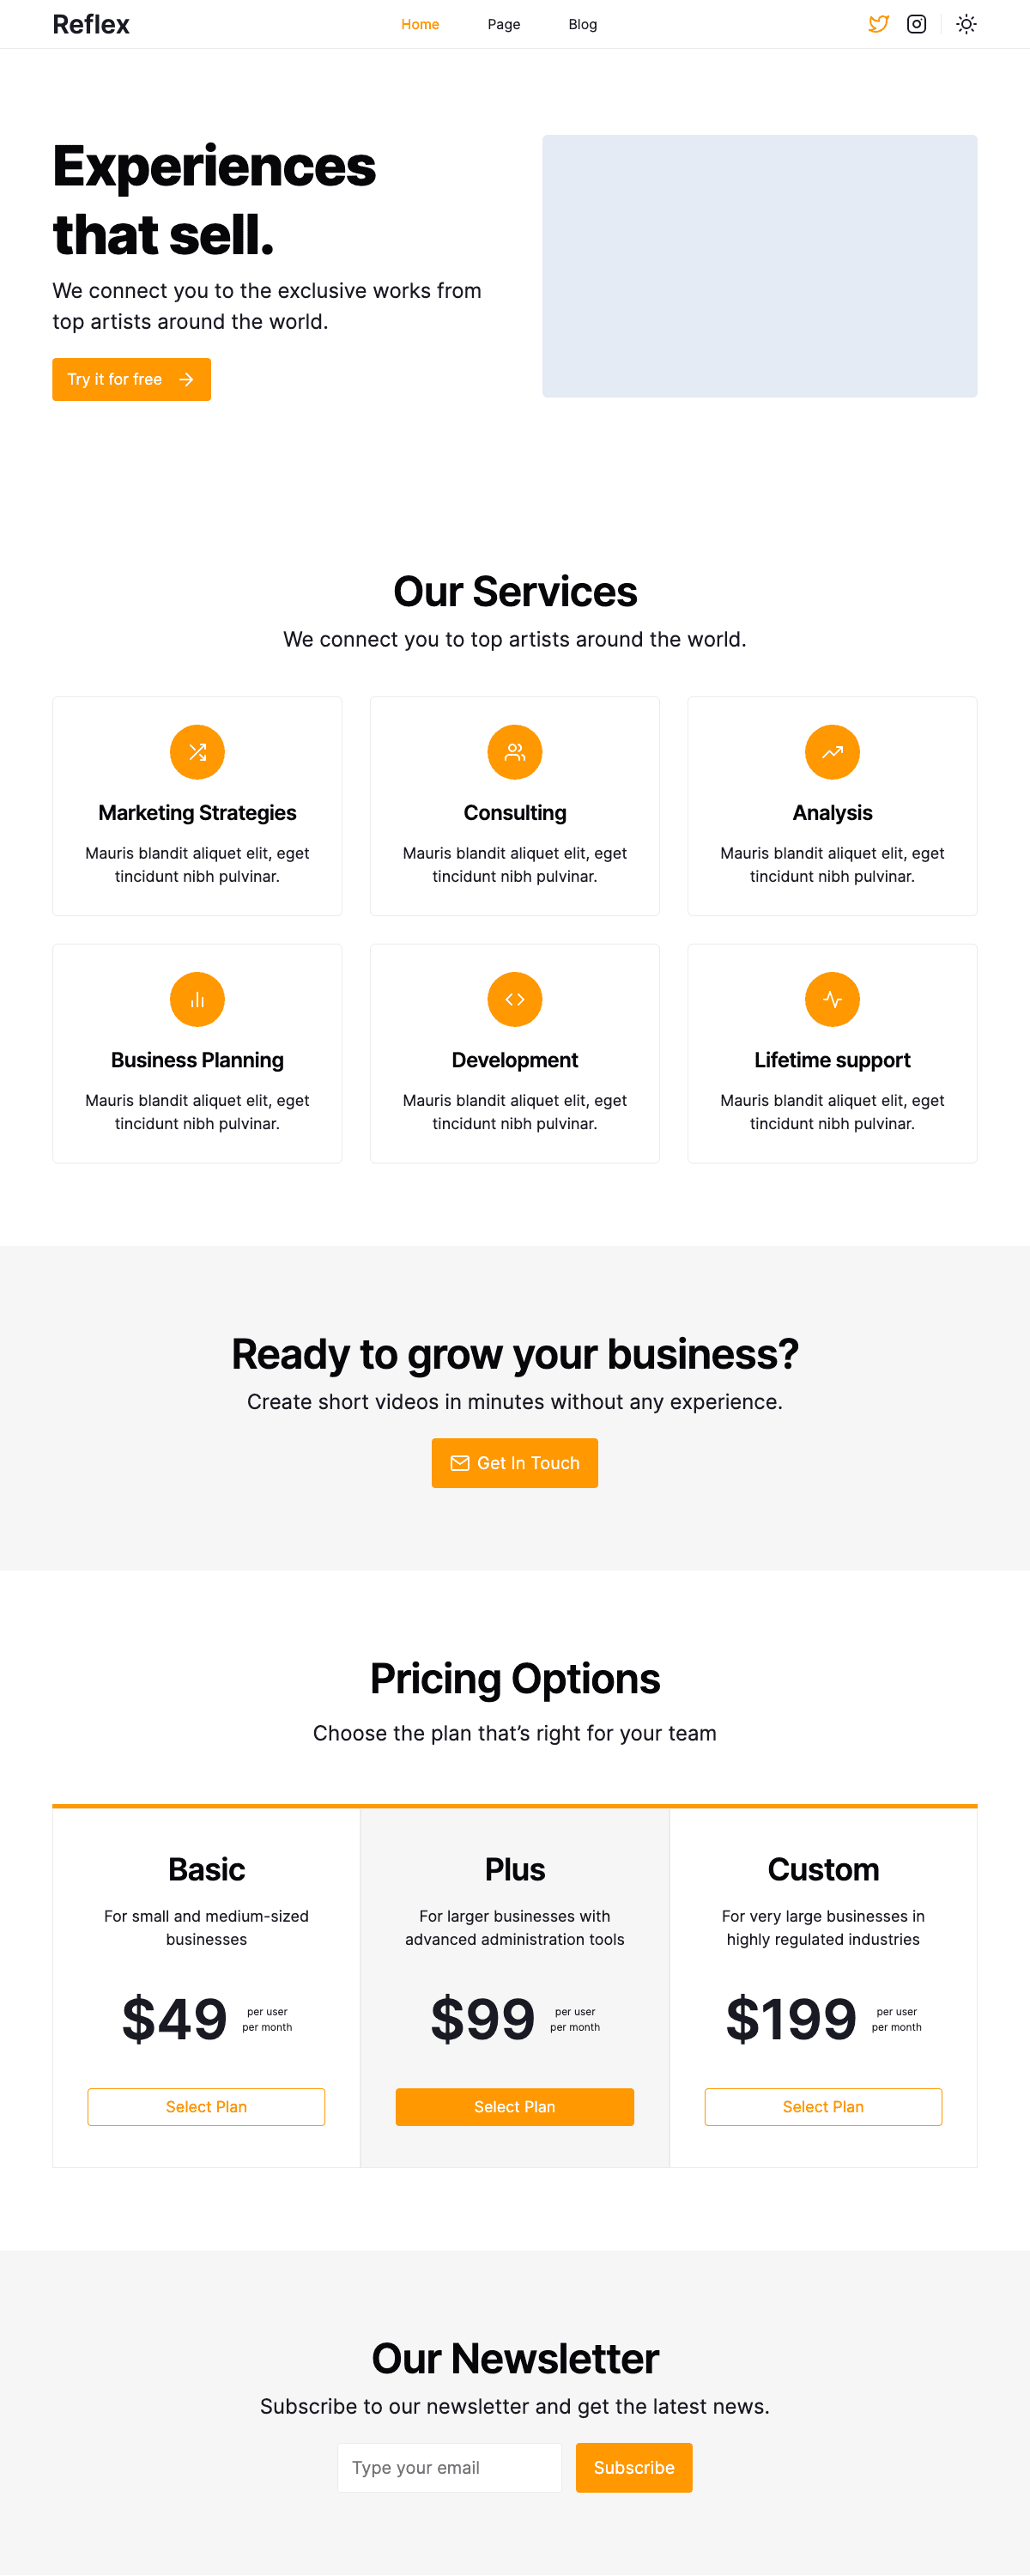 Reflex
Home
Page
Blog
Experiences
that sell.
We connect you to the exclusive works from
top artists around the world.
Try it for free
Our Services
We connect you to top artists around the world.
Marketing Strategies
Mauris blandit aliquet elit, eget
tincidunt nibh pulvinar.
Consulting
Mauris blandit aliquet elit, eget
tincidunt nibh pulvinar.
Analysis
Mauris blandit aliquet elit, eget
tincidunt nibh pulvinar.
Business Planning
Mauris blandit aliquet elit, eget
tincidunt nibh pulvinar.
Development
Mauris blandit aliquet elit, eget
tincidunt nibh pulvinar.
Lifetime support
Mauris blandit aliquet elit, eget
tincidunt nibh pulvinar.
Ready to grow your business?
Create short videos in minutes without any experience.
Get In Touch
Pricing Options
Choose the plan that’s right for your team
Basic
For small and medium-sized
businesses
$49
per user
per month
Select Plan
Plus
For larger businesses with
advanced administration tools
$99
per user
per month
Select Plan
Custom
For very large businesses in
highly regulated industries
$199
per user
per month
Select Plan
Our Newsletter
Subscribe to our newsletter and get the latest news.
Type your email
Subscribe